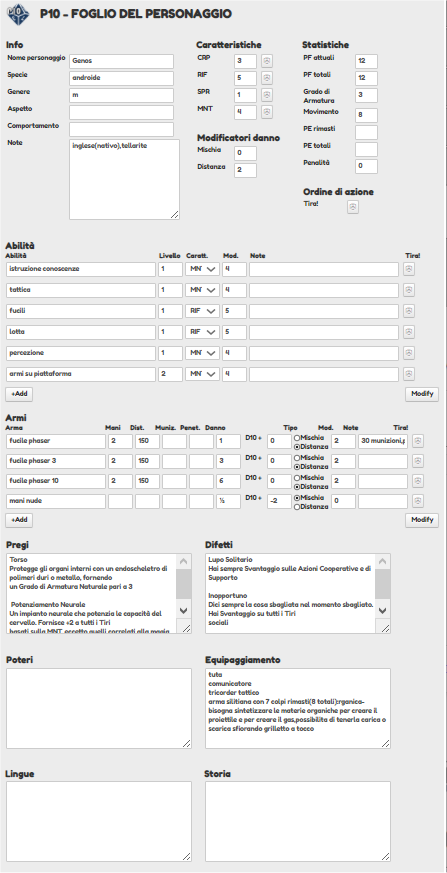 P10 - FOGLIO DEL PERSONAGGIO
Info
Nome personaggio Genos
Specie androide
Genere m
Aspetto
Comportamento
Note inglese(nativo),tellarite
Caratteristiche
CRP 3
RIF 5
SPR 1
MNT 4
Modificatori danno
Mischia 0
Distanza 2
Statistiche
PF attuali 12
PF totali 12
Grado di
Armatura 3
Movimento 8
PE rimasti
PE totali
Penalità 0
Ordine di azione
Tira!
Abilità
Abilità Livello Caratt. Mod. Note Tira!
istruzione conoscenze 1 MN 4
tattica 1 MN 4
fucili 1 RIF 5
lotta 1 RIF 5
percezione 1 MN 4
armi su piattaforma 2 MN 4
+Add Modify
Armi
Arma Mani Dist. Muniz. Penet. Danno Tipo Mod. Note Tira!
fucile phaser 2 150 1 D10 + 0 Mischia Distanza 2 30 munizioni,p
fucile phaser 3 2 150 3 D10 + 0 Mischia Distanza 2
fucile phaser 10 2 150 6 D10 + 0 Mischia Distanza 2
mani nude ½ D10 + -2 Mischia Distanza 0
+Add Modify
Pregi
Torso
Protegge gli organi interni con un endoscheletro di
polimeri duri o metallo, fornendo
un Grado di Armatura Naturale pari a 3
Potenziamento Neurale
Un impianto neurale che potenzia le capacità del
cervello. Fornisce +2 a tutti i Tiri
basati sulla MNT eccetto quelli correlati alla magia
Difetti
Lupo Solitario
Hai sempre Svantaggio sulle Azioni Cooperative e di
Supporto
Inopportuno
Dici sempre la cosa sbagliata nel momento sbagliato.
Hai Svantaggio su tutti i Tiri
sociali
Poteri
Equipaggiamento
tuta
comunicatore
tricorder tattico
arma silitiana con 7 colpi rimasti(8 totali):rganica-
bisogna sintetizzare le materie organiche per creare il
proiettile e per creare il gas,possibilita di tenerla carica o
scarica sfiorando grilletto a tocco
Lingue
Storia